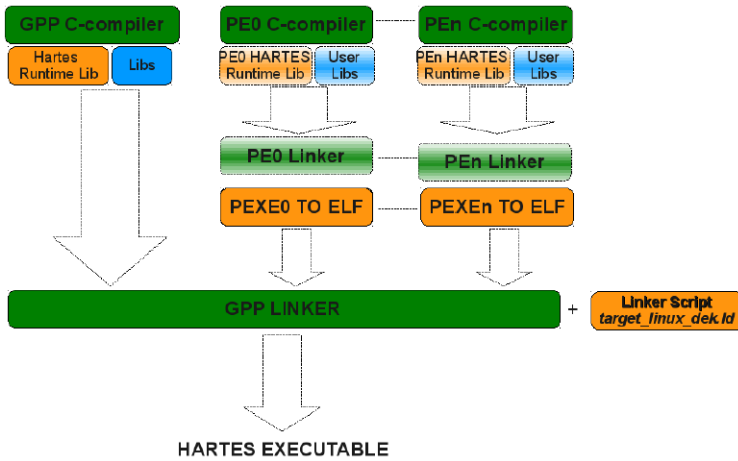 GPP C-compiler
PE0 C-compiler
PEn C-compiler
Hartes
Runtime Lib
Libs
PE0 HARTES
Runtime Lib
User
Libs
PEn HARTES
Runtime Lib
User
Libs
PE0 Linker
PEn Linker
PEXE0 TO ELF
PEXEn TO ELF
GPP LINKER
+
Linker Script
target_linux_dek.ld
HARTES EXECUTABLE